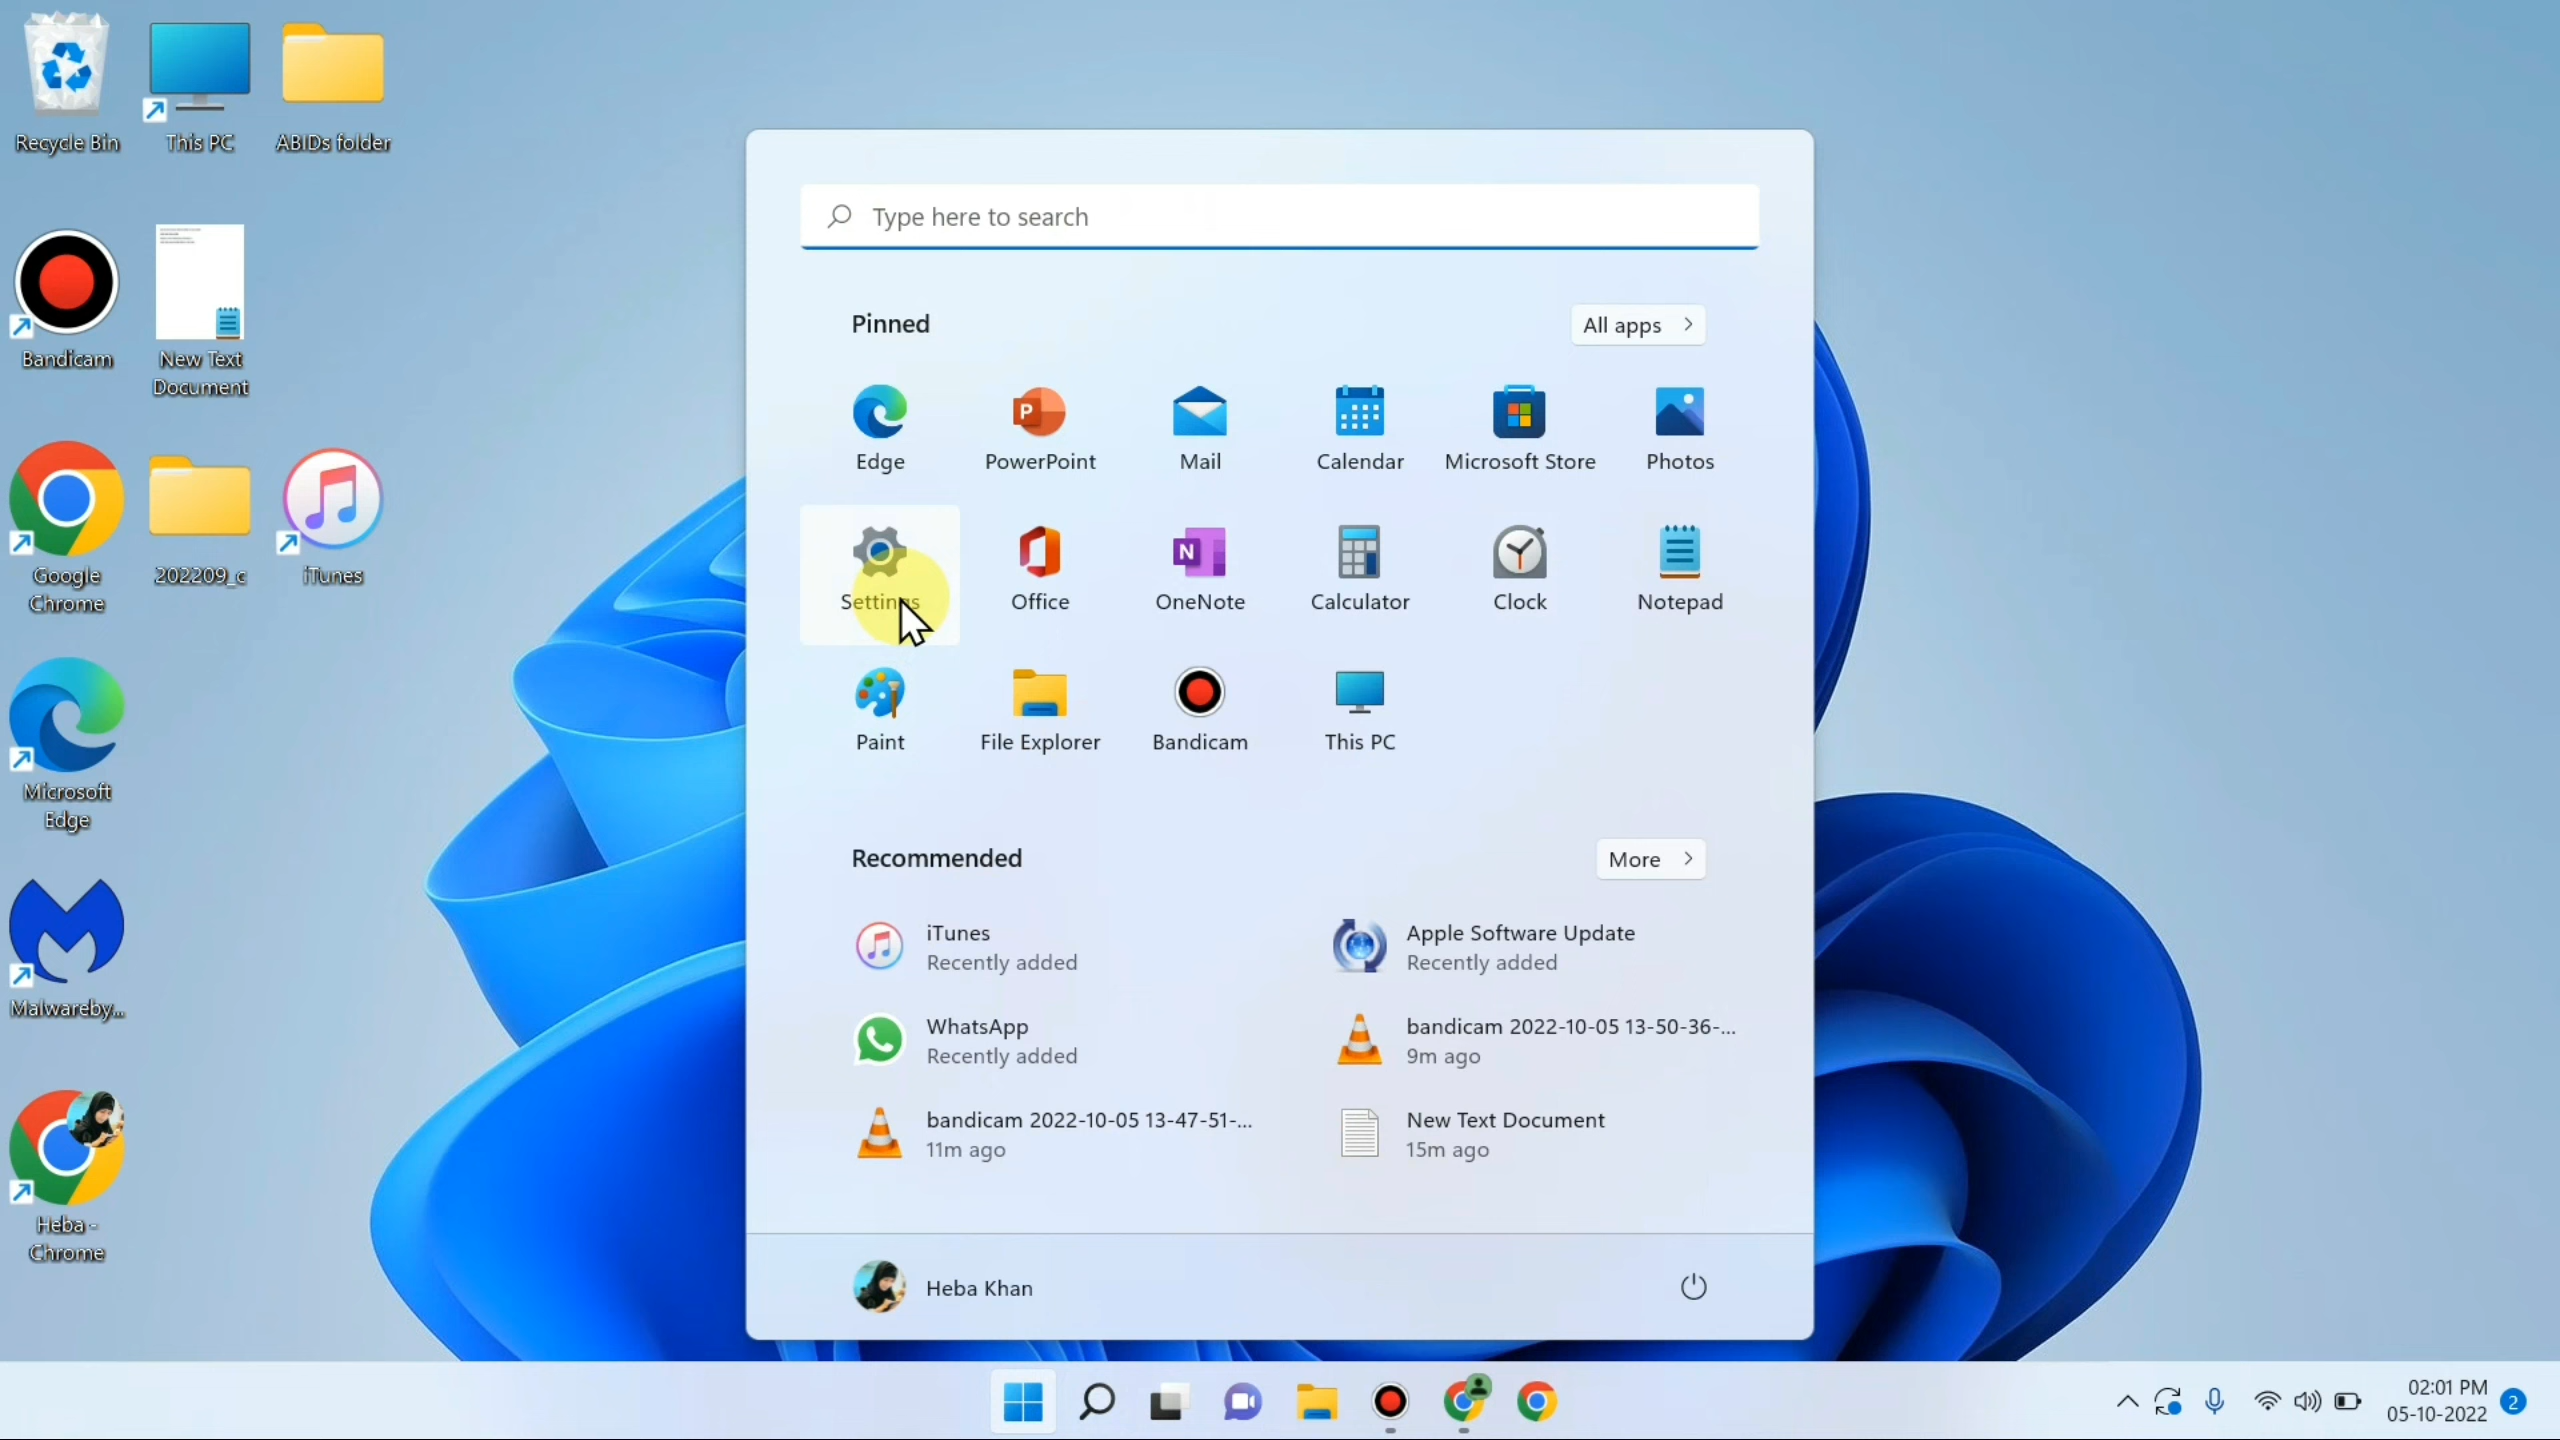 Recycle Bin
This PC
ABIDs folder
Bandicam
New Text
Document
Google
Chrome
202209_c
iTunes
Microsoft
Edge
Malwareby...
Heba -
Chrome
Type here to search
Pinned
All apps
Edge
PowerPoint
Mail
Calendar
Microsoft Store
Photos
Settings
Office
OneNote
Calculator
Clock
Notepad
Paint
File Explorer
Bandicam
This PC
Recommended
More
iTunes
Recently added
Apple Software Update
Recently added
WhatsApp
Recently added
bandicam 2022-10-05 13-50-36-...
9m ago
bandicam 2022-10-05 13-47-51-...
11m ago
New Text Document
15m ago
Heba Khan
02:01 PM
05-10-2022
2